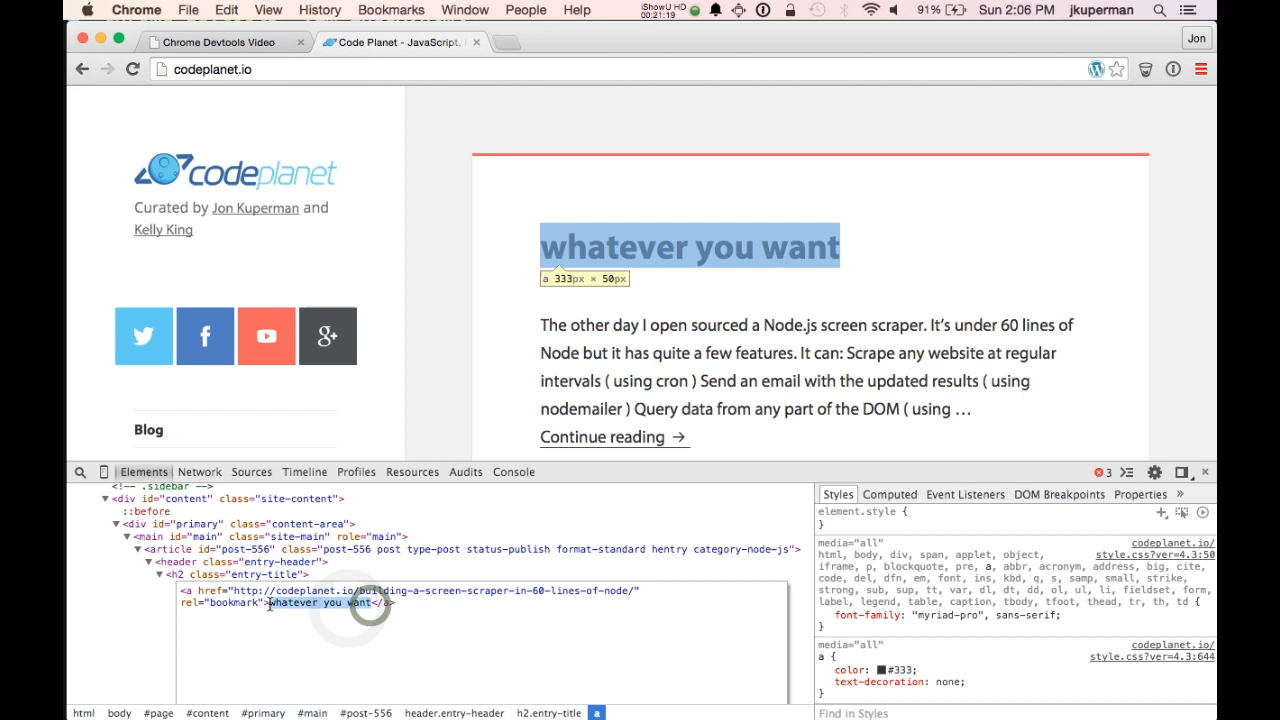 Chrome File Edit View History Bookmarks Window People Help iShowU HD 00:21:19 91% Sun 2:06 PM jkuperman
Chrome Devtools Video × Code Planet - JavaScript, × Jon
codeplanet.io
codeplanet
Curated by Jon Kuperman and
Kelly King
f g+
Blog
whatever you want
a 333px × 50px
The other day I open sourced a Node.js screen scraper. It’s under 60 lines of
Node but it has quite a few features. It can: Scrape any website at regular
intervals ( using cron ) Send an email with the updated results ( using
nodemailer ) Query data from any part of the DOM ( using …
Continue reading →
Elements Network Sources Timeline Profiles Resources Audits Console 3
<!-- .sidebar -->
▼<div id="content" class="site-content">
::before
▼<div id="primary" class="content-area">
▼<main id="main" class="site-main" role="main">
▼<article id="post-556" class="post-556 post type-post status-publish format-standard hentry category-node-js">
▼<header class="entry-header">
▼<h2 class="entry-title">
<a href="http://codeplanet.io/building-a-screen-scraper-in-60-lines-of-node/"
rel="bookmark">whatever you want</a>
html body #page #content #primary #main #post-556 header.entry-header h2.entry-title a
Styles Computed Event Listeners DOM Breakpoints Properties »
element.style {
}
media="all" codeplanet.io/
html, body, div, span, applet, object, style.css?ver=4.3:50
iframe, p, blockquote, pre, a, abbr, acronym, address, big, cite,
code, del, dfn, em, font, ins, kbd, q, s, samp, small, strike,
strong, sub, sup, tt, var, dl, dt, dd, ol, ul, li, fieldset, form,
label, legend, table, caption, tbody, tfoot, thead, tr, th, td {
font-family: "myriad-pro", sans-serif;
}
media="all" codeplanet.io/
a { style.css?ver=4.3:644
color: #333;
text-decoration: none;
}
Find in Styles